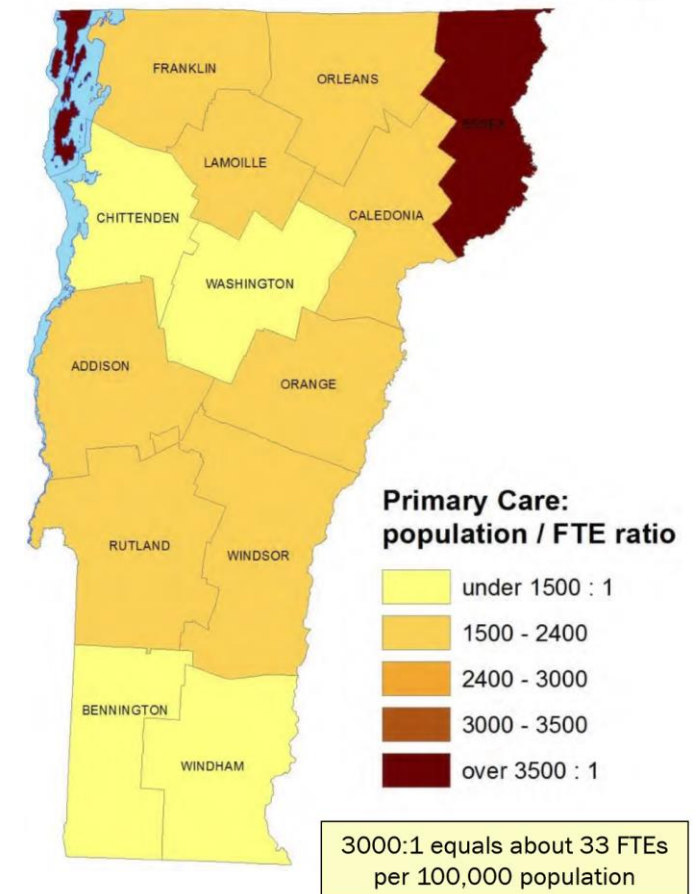 FRANKLIN
ORLEANS
ESSEX
LAMOILLE
CHITTENDEN
CALEDONIA
WASHINGTON
ADDISON
ORANGE
RUTLAND
WINDSOR
BENNINGTON
WINDHAM
Primary Care:
population / FTE ratio
under 1500 : 1
1500 - 2400
2400 - 3000
3000 - 3500
over 3500 : 1
3000:1 equals about 33 FTEs
per 100,000 population